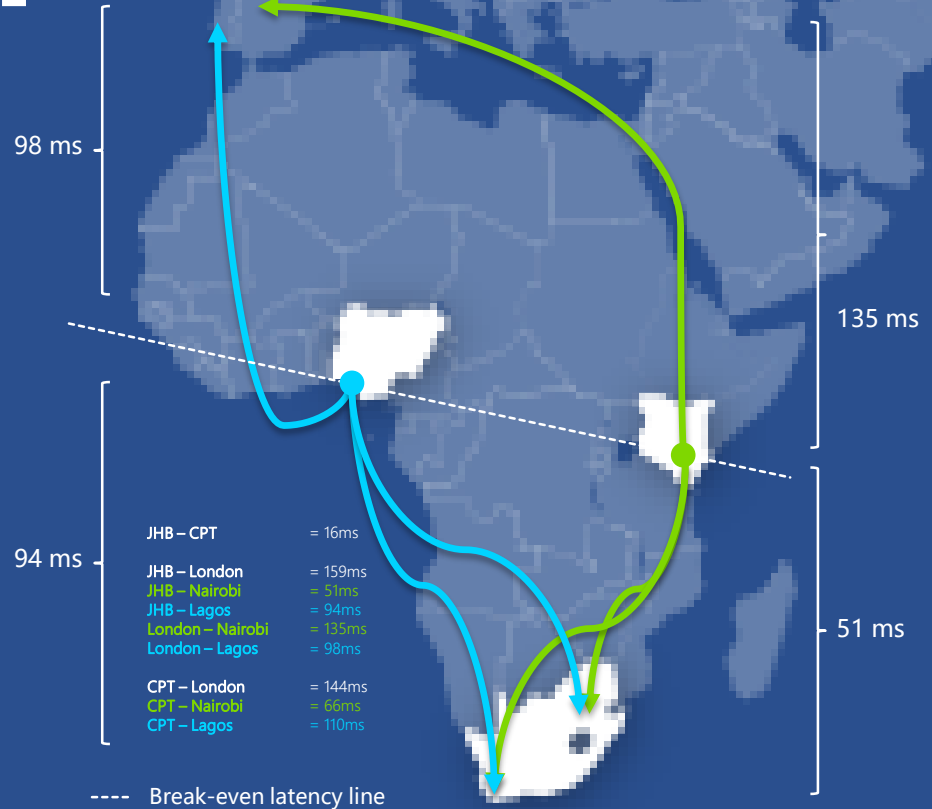 98 ms
135 ms
94 ms
51 ms
JHB – CPT = 16ms
JHB – London = 159ms
JHB – Nairobi = 51ms
JHB – Lagos = 94ms
London – Nairobi = 135ms
London – Lagos = 98ms
CPT – London = 144ms
CPT – Nairobi = 66ms
CPT – Lagos = 110ms
Break-even latency line